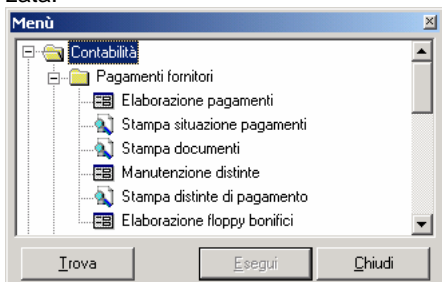 Menù
Contabilità
Pagamenti fornitori
Elaborazione pagamenti
Stampa situazione pagamenti
Stampa documenti
Manutenzione distinte
Stampa distinte di pagamento
Elaborazione floppy bonifici
Trova Esegui Chiudi